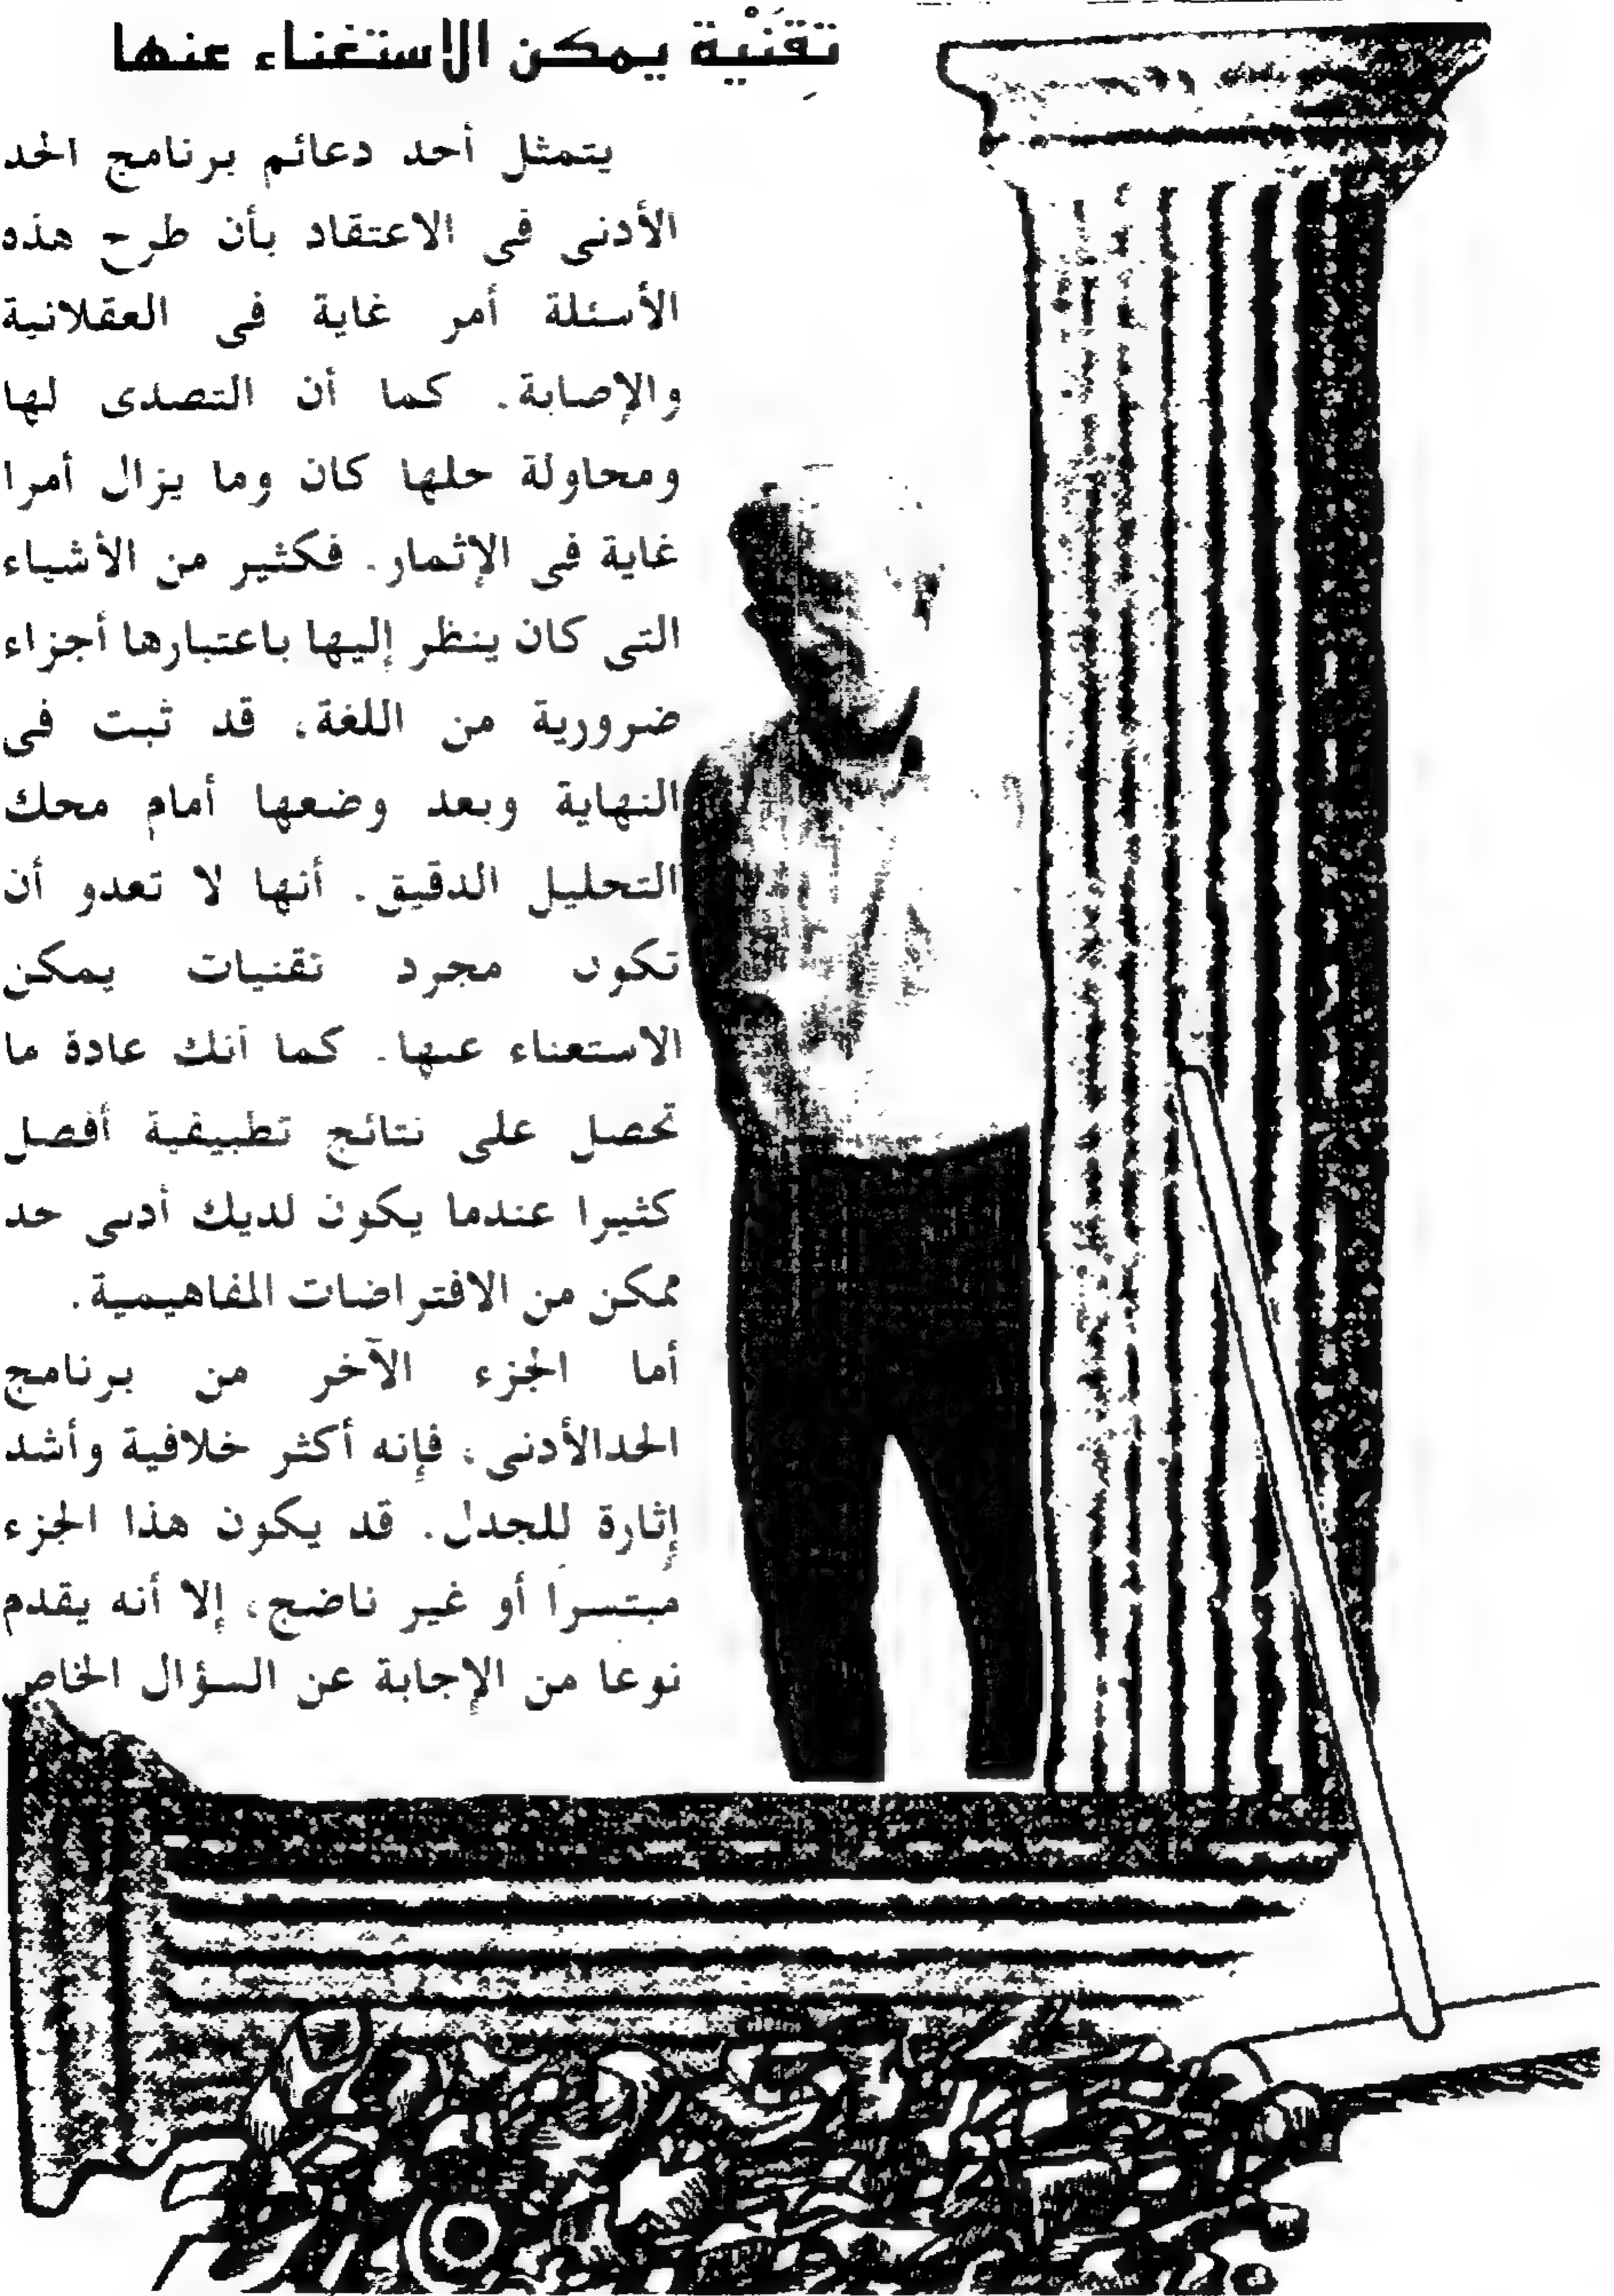 تِقَنْيَة يمكن الاستغناء عنها
يتمثل أحد دعائم برنامج الحد
الأدنى فى الاعتقاد بأن طرح هذه
الأسئلة أمر غاية فى العقلانية
والإصابة. كما أن التصدى لها
ومحاولة حلها كان وما يزال أمرا
غاية فى الإثمار. فكثير من الأشياء
التى كان ينظر إليها باعتبارها أجزاء
ضرورية من اللغة، قد ثبت فى
النهاية وبعد وضعها أمام محك
التحليل الدقيق. أنها لا تعدو أن
تكون مجرد تقنيات يمكن
الاستغناء عنها. كما أنك عادة ما
تحصل على نتائج تطبيقية أفضل
كثيرا عندما يكون لديك أدنى حد
ممكن من الافتراضات المفاهيمية.
أما الجزء الآخر من برنامج
الحدالأدنى، فإنه أكثر خلافية وأشد
إثارة للجدل. قد يكون هذا الجزء
مبتسرا أو غير ناضج، إلا أنه يقدم
نوعا من الإجابة عن السؤال الخاص